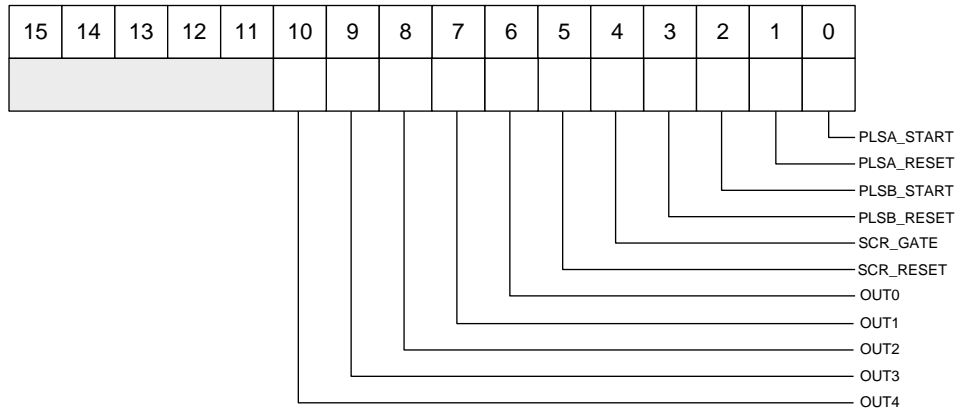 15 14 13 12 11 10 9 8 7 6 5 4 3 2 1 0
PLSA_START
PLSA_RESET
PLSB_START
PLSB_RESET
SCR_GATE
SCR_RESET
OUT0
OUT1
OUT2
OUT3
OUT4